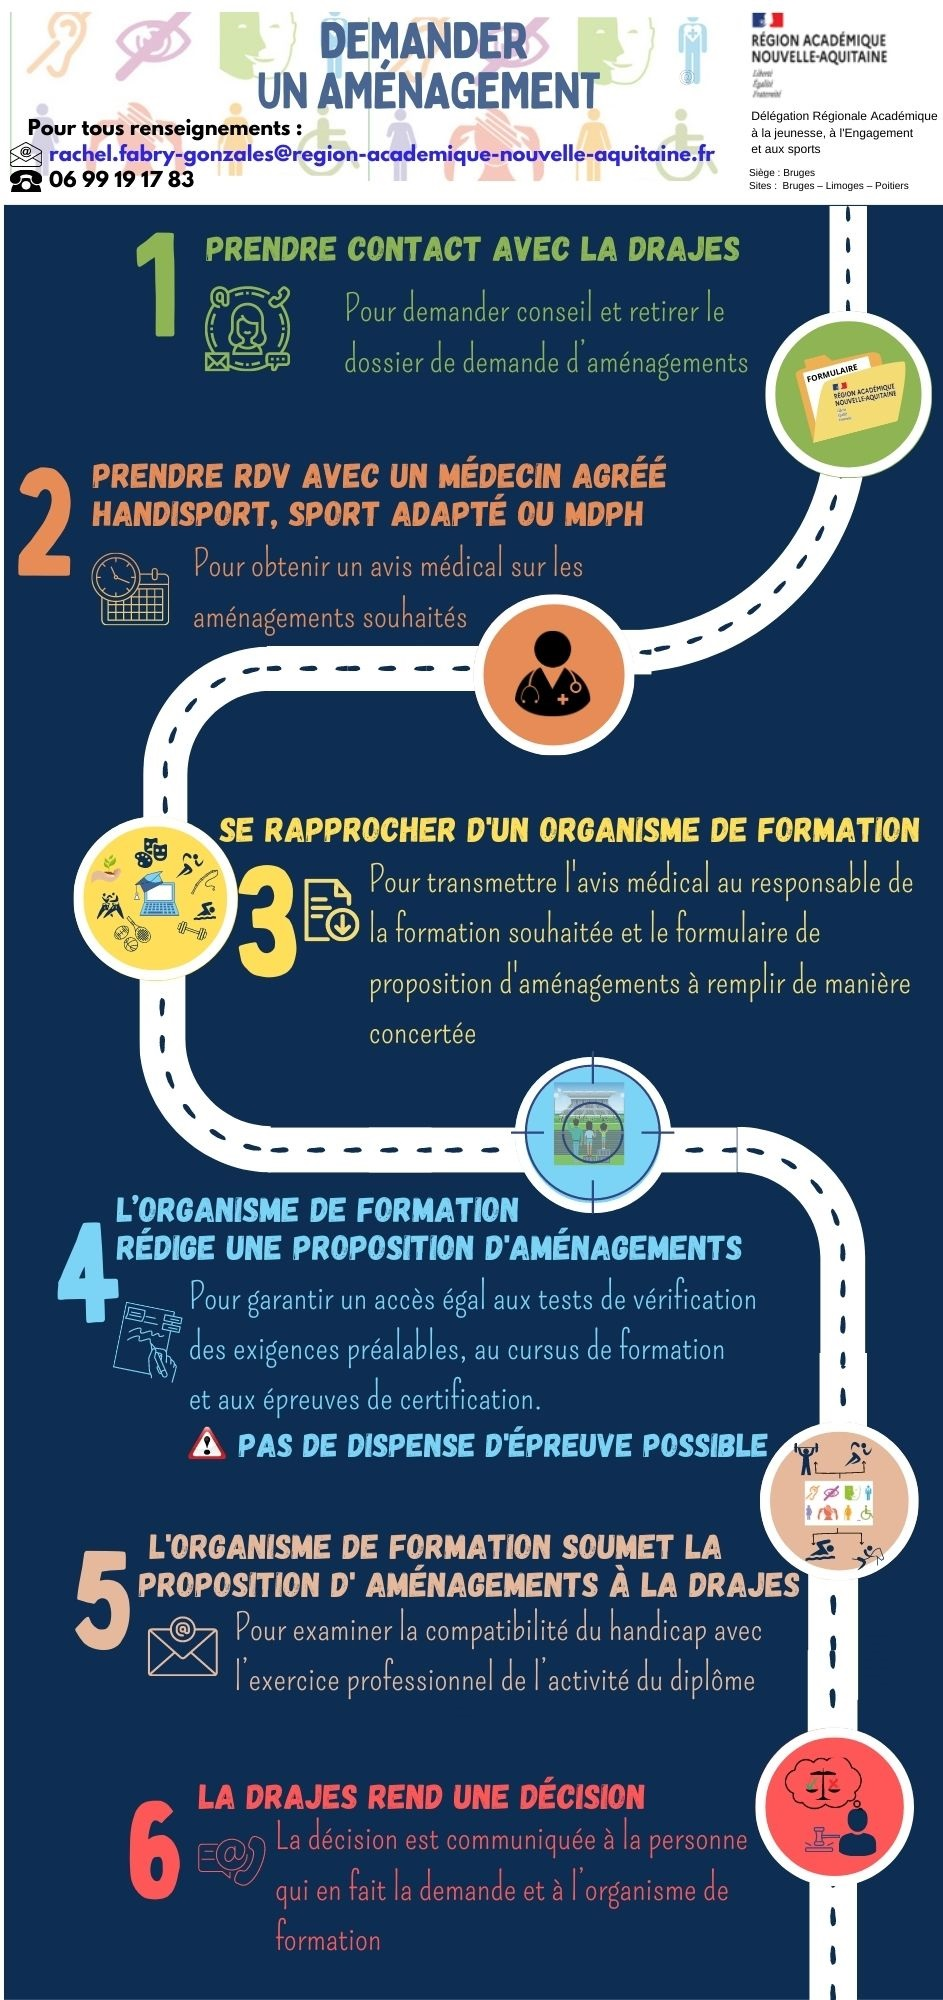 DEMANDER
UN AMÉNAGEMENT
Pour tous renseignements :
rachel.fabry-gonzales@region-academique-nouvelle-aquitaine.fr
06 99 19 17 83
RÉGION ACADÉMIQUE
NOUVELLE-AQUITAINE
Liberté
Égalité
Fraternité
Délégation Régionale Académique
à la jeunesse, à l'Engagement
et aux sports
Siège : Bruges
Sites : Bruges – Limoges – Poitiers
1
PRENDRE CONTACT AVEC LA DRAJES
Pour demander conseil et retirer le
dossier de demande d'aménagements
FORMULAIRE
RÉGION ACADÉMIQUE
NOUVELLE-AQUITAINE
2
PRENDRE RDV AVEC UN MÉDECIN AGRÉÉ
HANDISPORT, SPORT ADAPTÉ OU MDPH
Pour obtenir un avis médical sur les
aménagements souhaités
SE RAPPROCHER D'UN ORGANISME DE FORMATION
3
Pour transmettre l'avis médical au responsable de
la formation souhaitée et le formulaire de
proposition d'aménagements à remplir de manière
concertée
4
L'ORGANISME DE FORMATION
RÉDIGE UNE PROPOSITION D'AMÉNAGEMENTS
Pour garantir un accès égal aux tests de vérification
des exigences préalables, au cursus de formation
et aux épreuves de certification.
PAS DE DISPENSE D'ÉPREUVE POSSIBLE
5
L'ORGANISME DE FORMATION SOUMET LA
PROPOSITION D' AMÉNAGEMENTS À LA DRAJES
Pour examiner la compatibilité du handicap avec
l'exercice professionnel de l'activité du diplôme
6
LA DRAJES REND UNE DÉCISION
La décision est communiquée à la personne
qui en fait la demande et à l'organisme de
formation